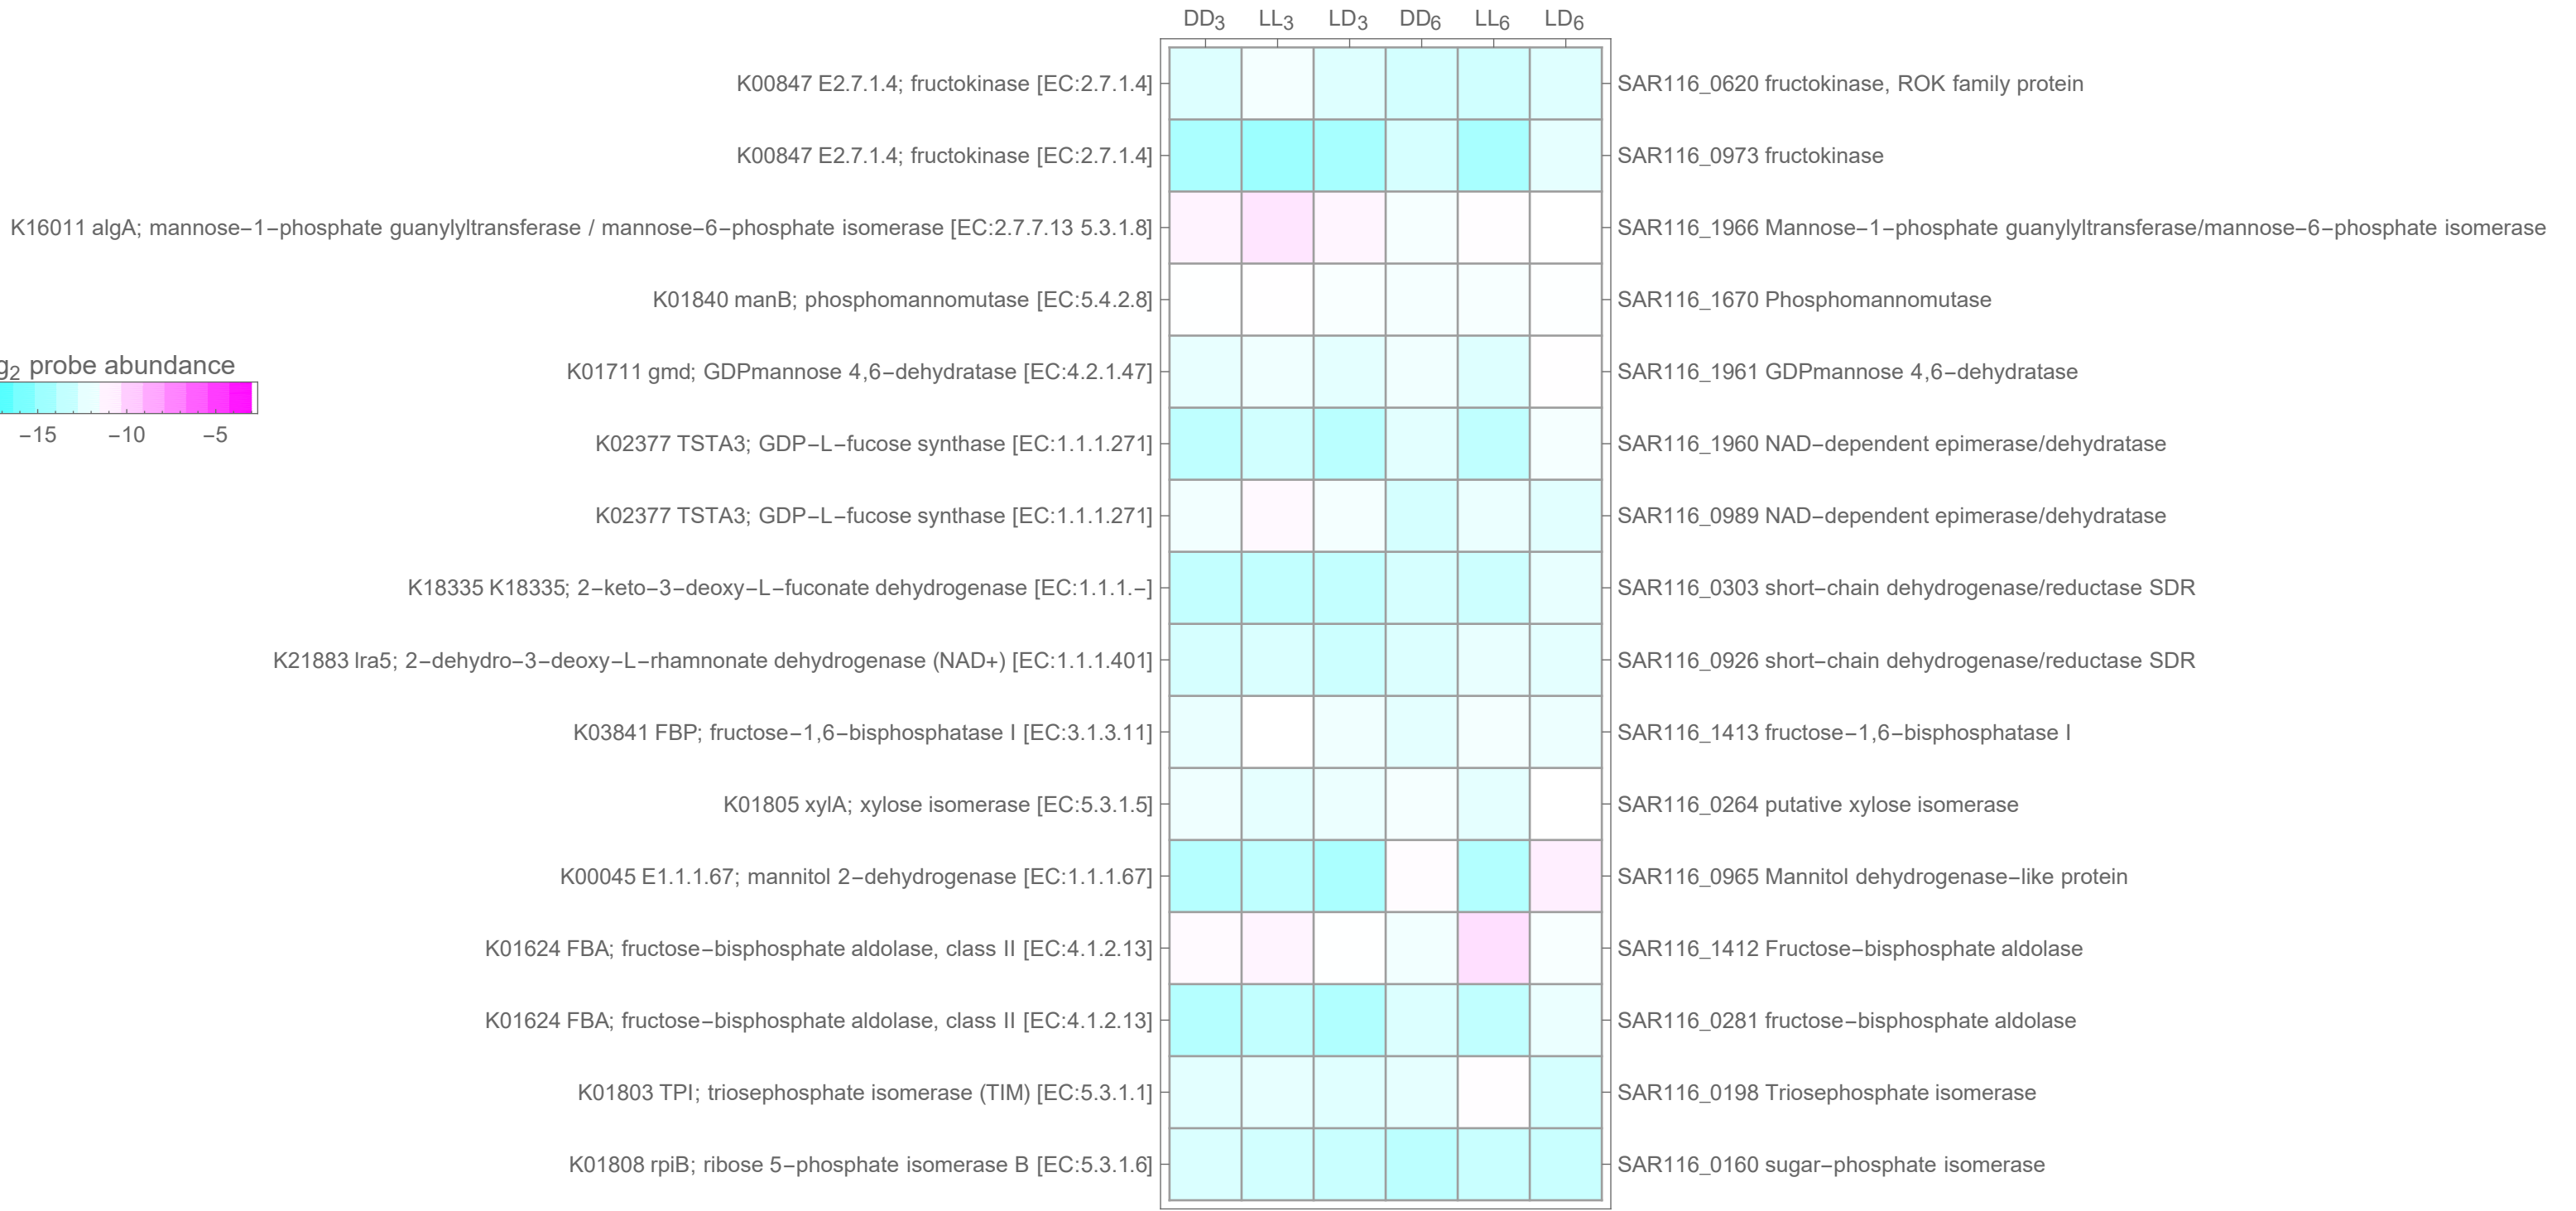 DD3 LL3 LD3 DD6 LL6 LD6
K00847 E2.7.1.4; fructokinase [EC:2.7.1.4] SAR116_0620 fructokinase, ROK family protein
K00847 E2.7.1.4; fructokinase [EC:2.7.1.4] SAR116_0973 fructokinase
K16011 algA; mannose−1−phosphate guanylyltransferase / mannose−6−phosphate isomerase [EC:2.7.7.13 5.3.1.8] SAR116_1966 Mannose−1−phosphate guanylyltransferase/mannose−6−phosphate isomerase
K01840 manB; phosphomannomutase [EC:5.4.2.8] SAR116_1670 Phosphomannomutase
g2 probe abundance
−15 −10 −5
K01711 gmd; GDPmannose 4,6−dehydratase [EC:4.2.1.47] SAR116_1961 GDPmannose 4,6−dehydratase
K02377 TSTA3; GDP−L−fucose synthase [EC:1.1.1.271] SAR116_1960 NAD−dependent epimerase/dehydratase
K02377 TSTA3; GDP−L−fucose synthase [EC:1.1.1.271] SAR116_0989 NAD−dependent epimerase/dehydratase
K18335 K18335; 2−keto−3−deoxy−L−fuconate dehydrogenase [EC:1.1.1.−] SAR116_0303 short−chain dehydrogenase/reductase SDR
K21883 lra5; 2−dehydro−3−deoxy−L−rhamnonate dehydrogenase (NAD+) [EC:1.1.1.401] SAR116_0926 short−chain dehydrogenase/reductase SDR
K03841 FBP; fructose−1,6−bisphosphatase I [EC:3.1.3.11] SAR116_1413 fructose−1,6−bisphosphatase I
K01805 xylA; xylose isomerase [EC:5.3.1.5] SAR116_0264 putative xylose isomerase
K00045 E1.1.1.67; mannitol 2−dehydrogenase [EC:1.1.1.67] SAR116_0965 Mannitol dehydrogenase−like protein
K01624 FBA; fructose−bisphosphate aldolase, class II [EC:4.1.2.13] SAR116_1412 Fructose−bisphosphate aldolase
K01624 FBA; fructose−bisphosphate aldolase, class II [EC:4.1.2.13] SAR116_0281 fructose−bisphosphate aldolase
K01803 TPI; triosephosphate isomerase (TIM) [EC:5.3.1.1] SAR116_0198 Triosephosphate isomerase
K01808 rpiB; ribose 5−phosphate isomerase B [EC:5.3.1.6] SAR116_0160 sugar−phosphate isomerase